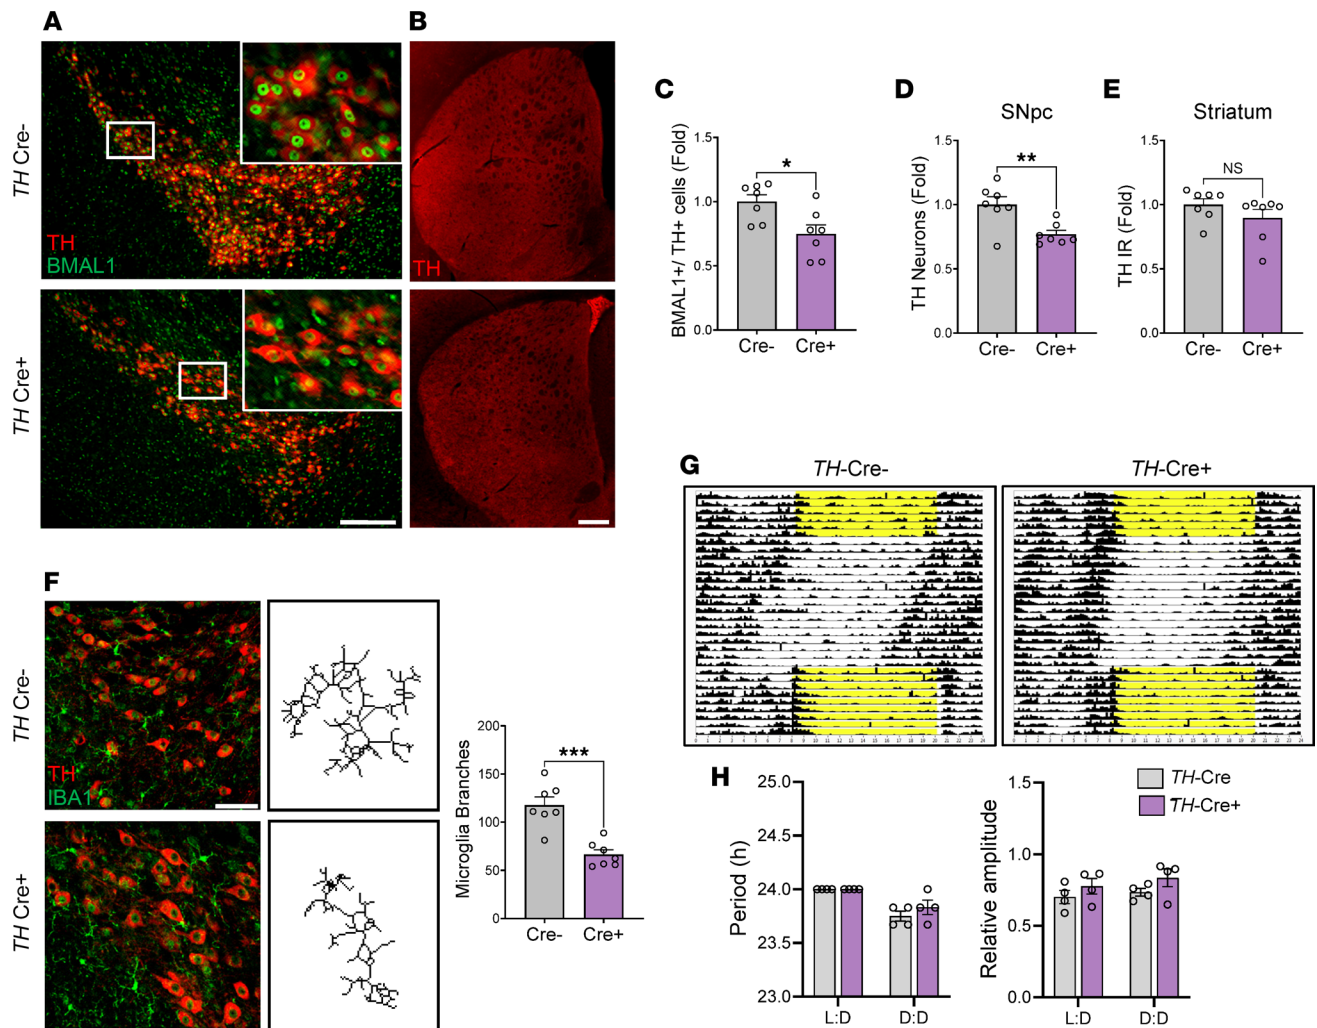 A
B
TH Cre-
TH
BMAL1
TH
TH Cre+
C
BMAL1+/ TH+ cells (Fold)
1.5
1.0
0.5
0.0
*
Cre-
Cre+
D
SNpc
TH Neurons (Fold)
1.5
1.0
0.5
0.0
**
Cre-
Cre+
E
Striatum
TH IR (Fold)
1.5
1.0
0.5
0.0
NS
Cre-
Cre+
F
TH Cre-
TH
IBA1
TH Cre+
Microglia Branches
200
150
100
50
0
***
Cre-
Cre+
G
TH-Cre-
TH-Cre+
H
Period (h)
25.0
24.5
24.0
23.5
23.0
L:D
D:D
Relative amplitude
1.5
1.0
0.5
0.0
L:D
D:D
TH-Cre
TH-Cre+